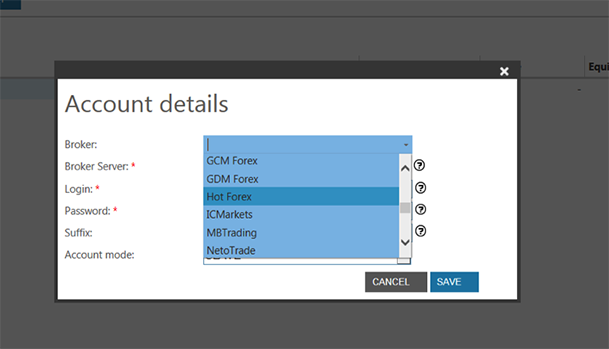 Equi
Account details
Broker:
GCM Forex
Broker Server: *
GDM Forex
Login: *
Hot Forex
Password: *
ICMarkets
Suffix:
MBTrading
Account mode:
NetoTrade
CANCEL
SAVE